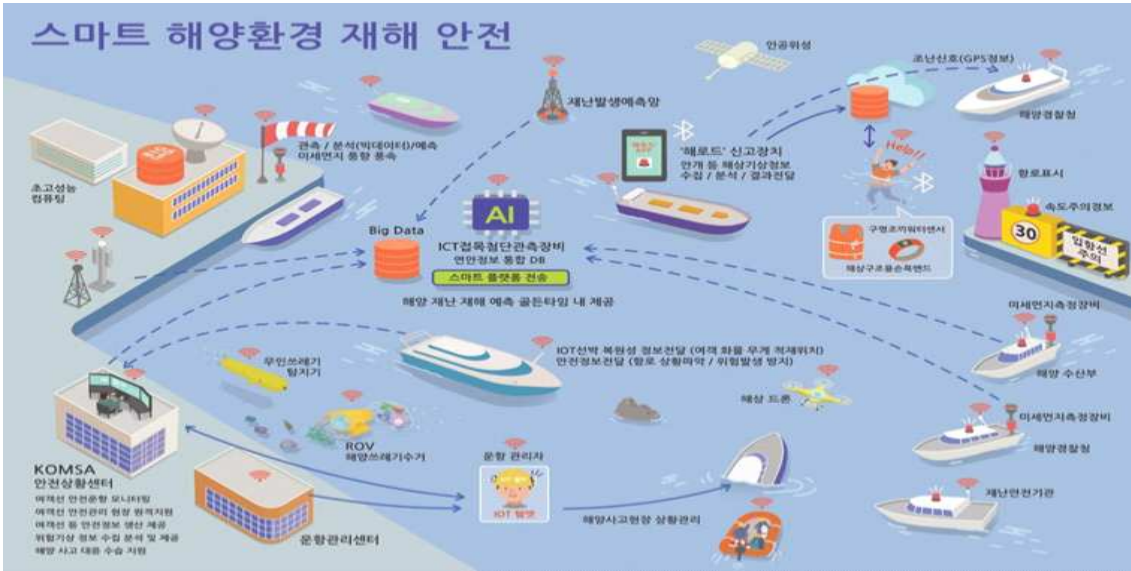 스마트 해양환경 재해 안전
인공위성
조난신호(GPS정보)
해양경찰청
재난발생예측망
관측 / 분석(빅데이터)/예측
미세먼지 풍향 풍속
초고성능
컴퓨팅
'해로드' 신고장치
안개 등 해상기상정보
수집 / 분석 / 결과전달
Help!!
항로표시
속도주의경보
30
입항선
주의
구명조끼워터센서
해상구조용손목밴드
AI
Big Data
ICT접목첨단관측장비
연안정보 통합 DB
스마트 플랫폼 전송
해양 재난 재해 예측 골든타임 내 제공
미세먼지측정장비
해양 수산부
무인쓰레기
탐지기
IOT선박 복원성 정보전달 (여객 화물 무게 적재위치)
안전정보전달 (항로 상황파악 / 위험발생 방지)
해상 드론
미세먼지측정장비
해양경찰청
ROV
해양쓰레기수거
운항 관리자
IOT 헬멧
KOMSA
안전상황센터
여객선 안전운항 모니터링
여객선 안전관리 현장 원격지원
여객선 등 안전정보 생산 제공
위험기상 정보 수집 분석 및 제공
해양 사고 대응 수습 지원
운항관리센터
해양사고현장 상황관리
재난안전기관